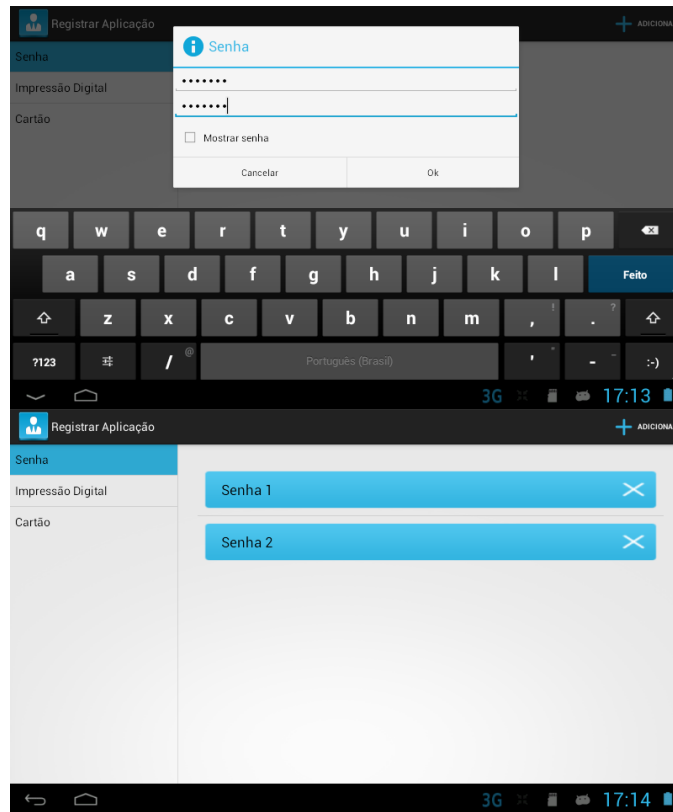 Registrar Aplicação
ADICIONA
Senha
Senha
•••••••
•••••••
Impressão Digital
Cartão
Mostrar senha
Cancelar Ok
q w e r t y u i o p
a s d f g h j k l Feito
z x c v b n m , ! . ?
?123 / @ Português (Brasil) ' " - _ :-)
3G 17:13
Registrar Aplicação
ADICIONA
Senha
Impressão Digital
Cartão
Senha 1
Senha 2
3G 17:14